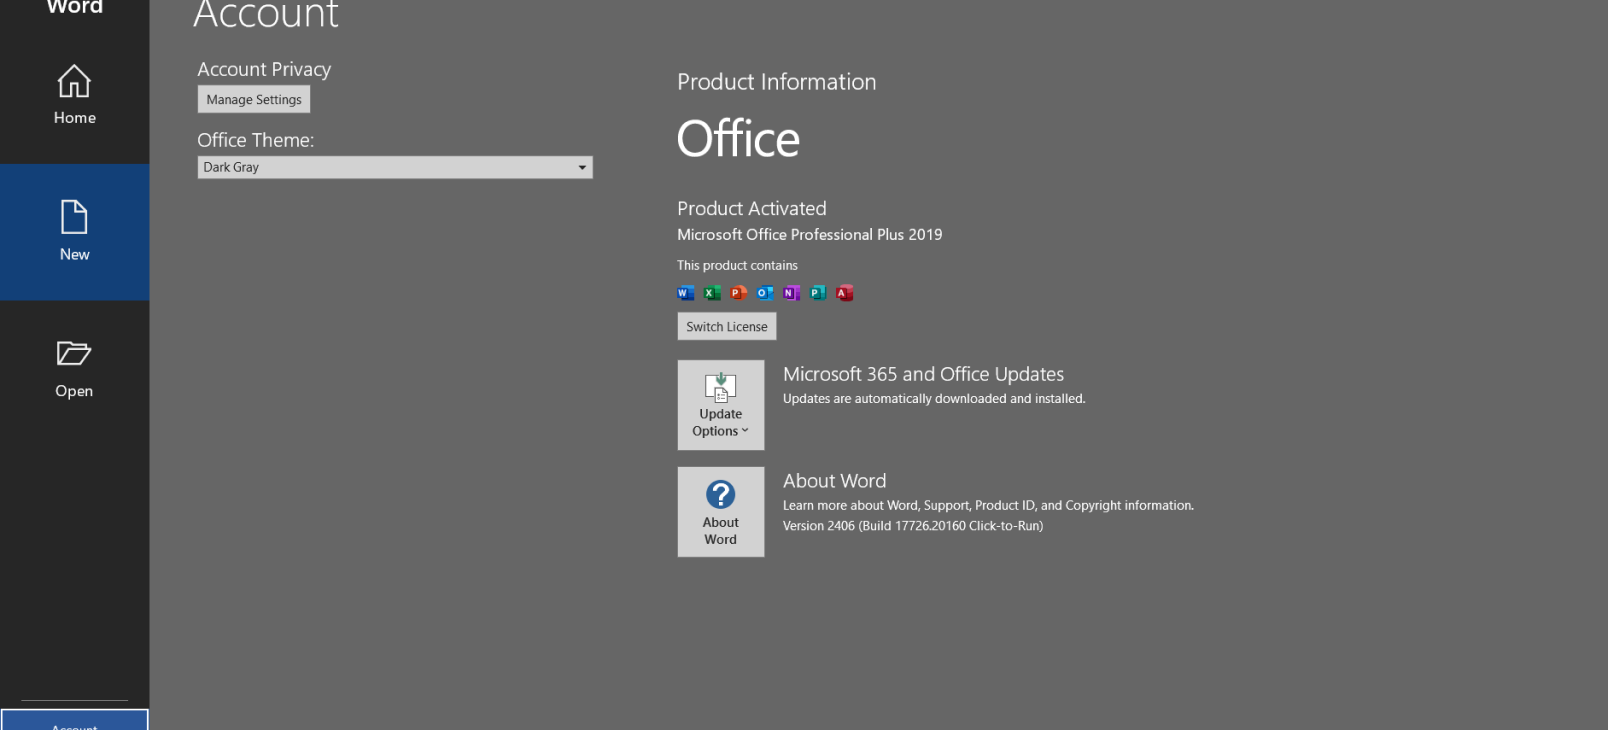 Word
Account
Home
New
Open
Account
Account Privacy
Manage Settings
Office Theme:
Dark Gray
Product Information
Office
Product Activated
Microsoft Office Professional Plus 2019
This product contains
W X P O N P A
Switch License
Update
Options
Microsoft 365 and Office Updates
Updates are automatically downloaded and installed.
About
Word
About Word
Learn more about Word, Support, Product ID, and Copyright information.
Version 2406 (Build 17726.20160 Click-to-Run)